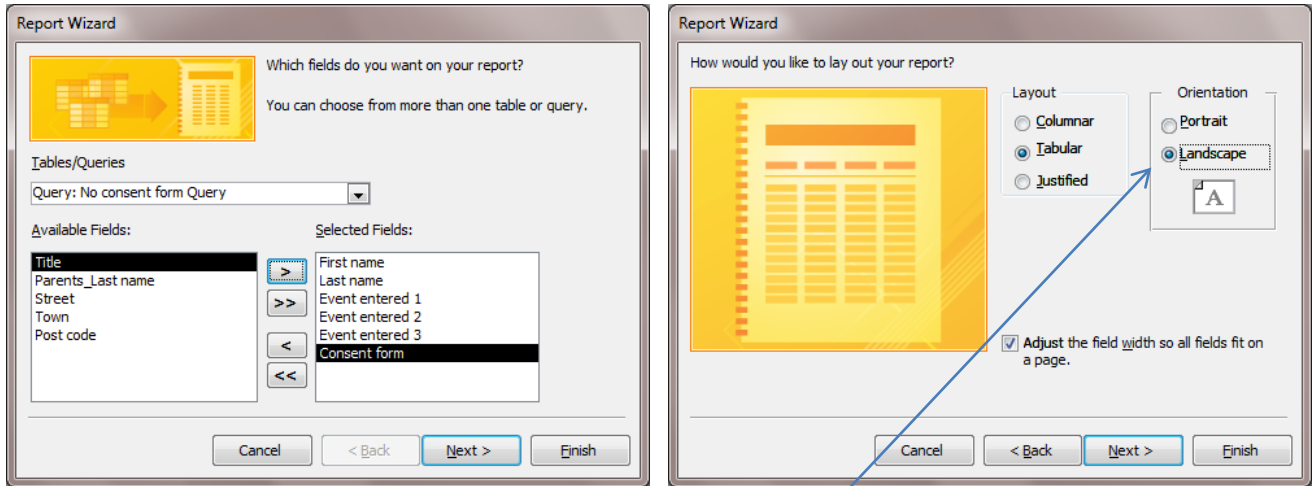 Report Wizard
Which fields do you want on your report?
You can choose from more than one table or query.
Tables/Queries
Query: No consent form Query
Available Fields:
Selected Fields:
Title
Parents_Last name
Street
Town
Post code
>
>>
<
<<
First name
Last name
Event entered 1
Event entered 2
Event entered 3
Consent form
Cancel
< Back
Next >
Finish
Report Wizard
How would you like to lay out your report?
Layout
Columnar
Tabular
Justified
Orientation
Portrait
Landscape
A
Adjust the field width so all fields fit on
a page.
Cancel
< Back
Next >
Finish